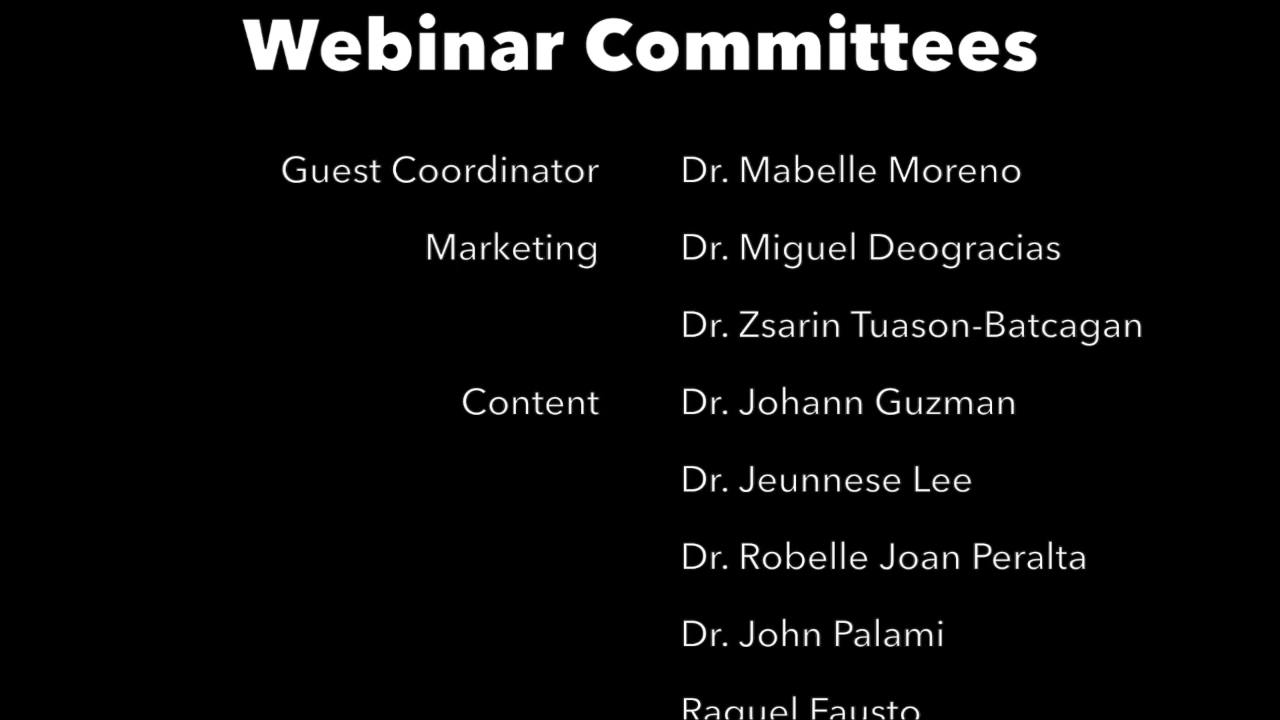 Webinar Committees
Guest Coordinator Dr. Mabelle Moreno
Marketing Dr. Miguel Deogracias
Dr. Zsarin Tuason-Batcagan
Content Dr. Johann Guzman
Dr. Jeunnese Lee
Dr. Robelle Joan Peralta
Dr. John Palami
Raquel Fausto